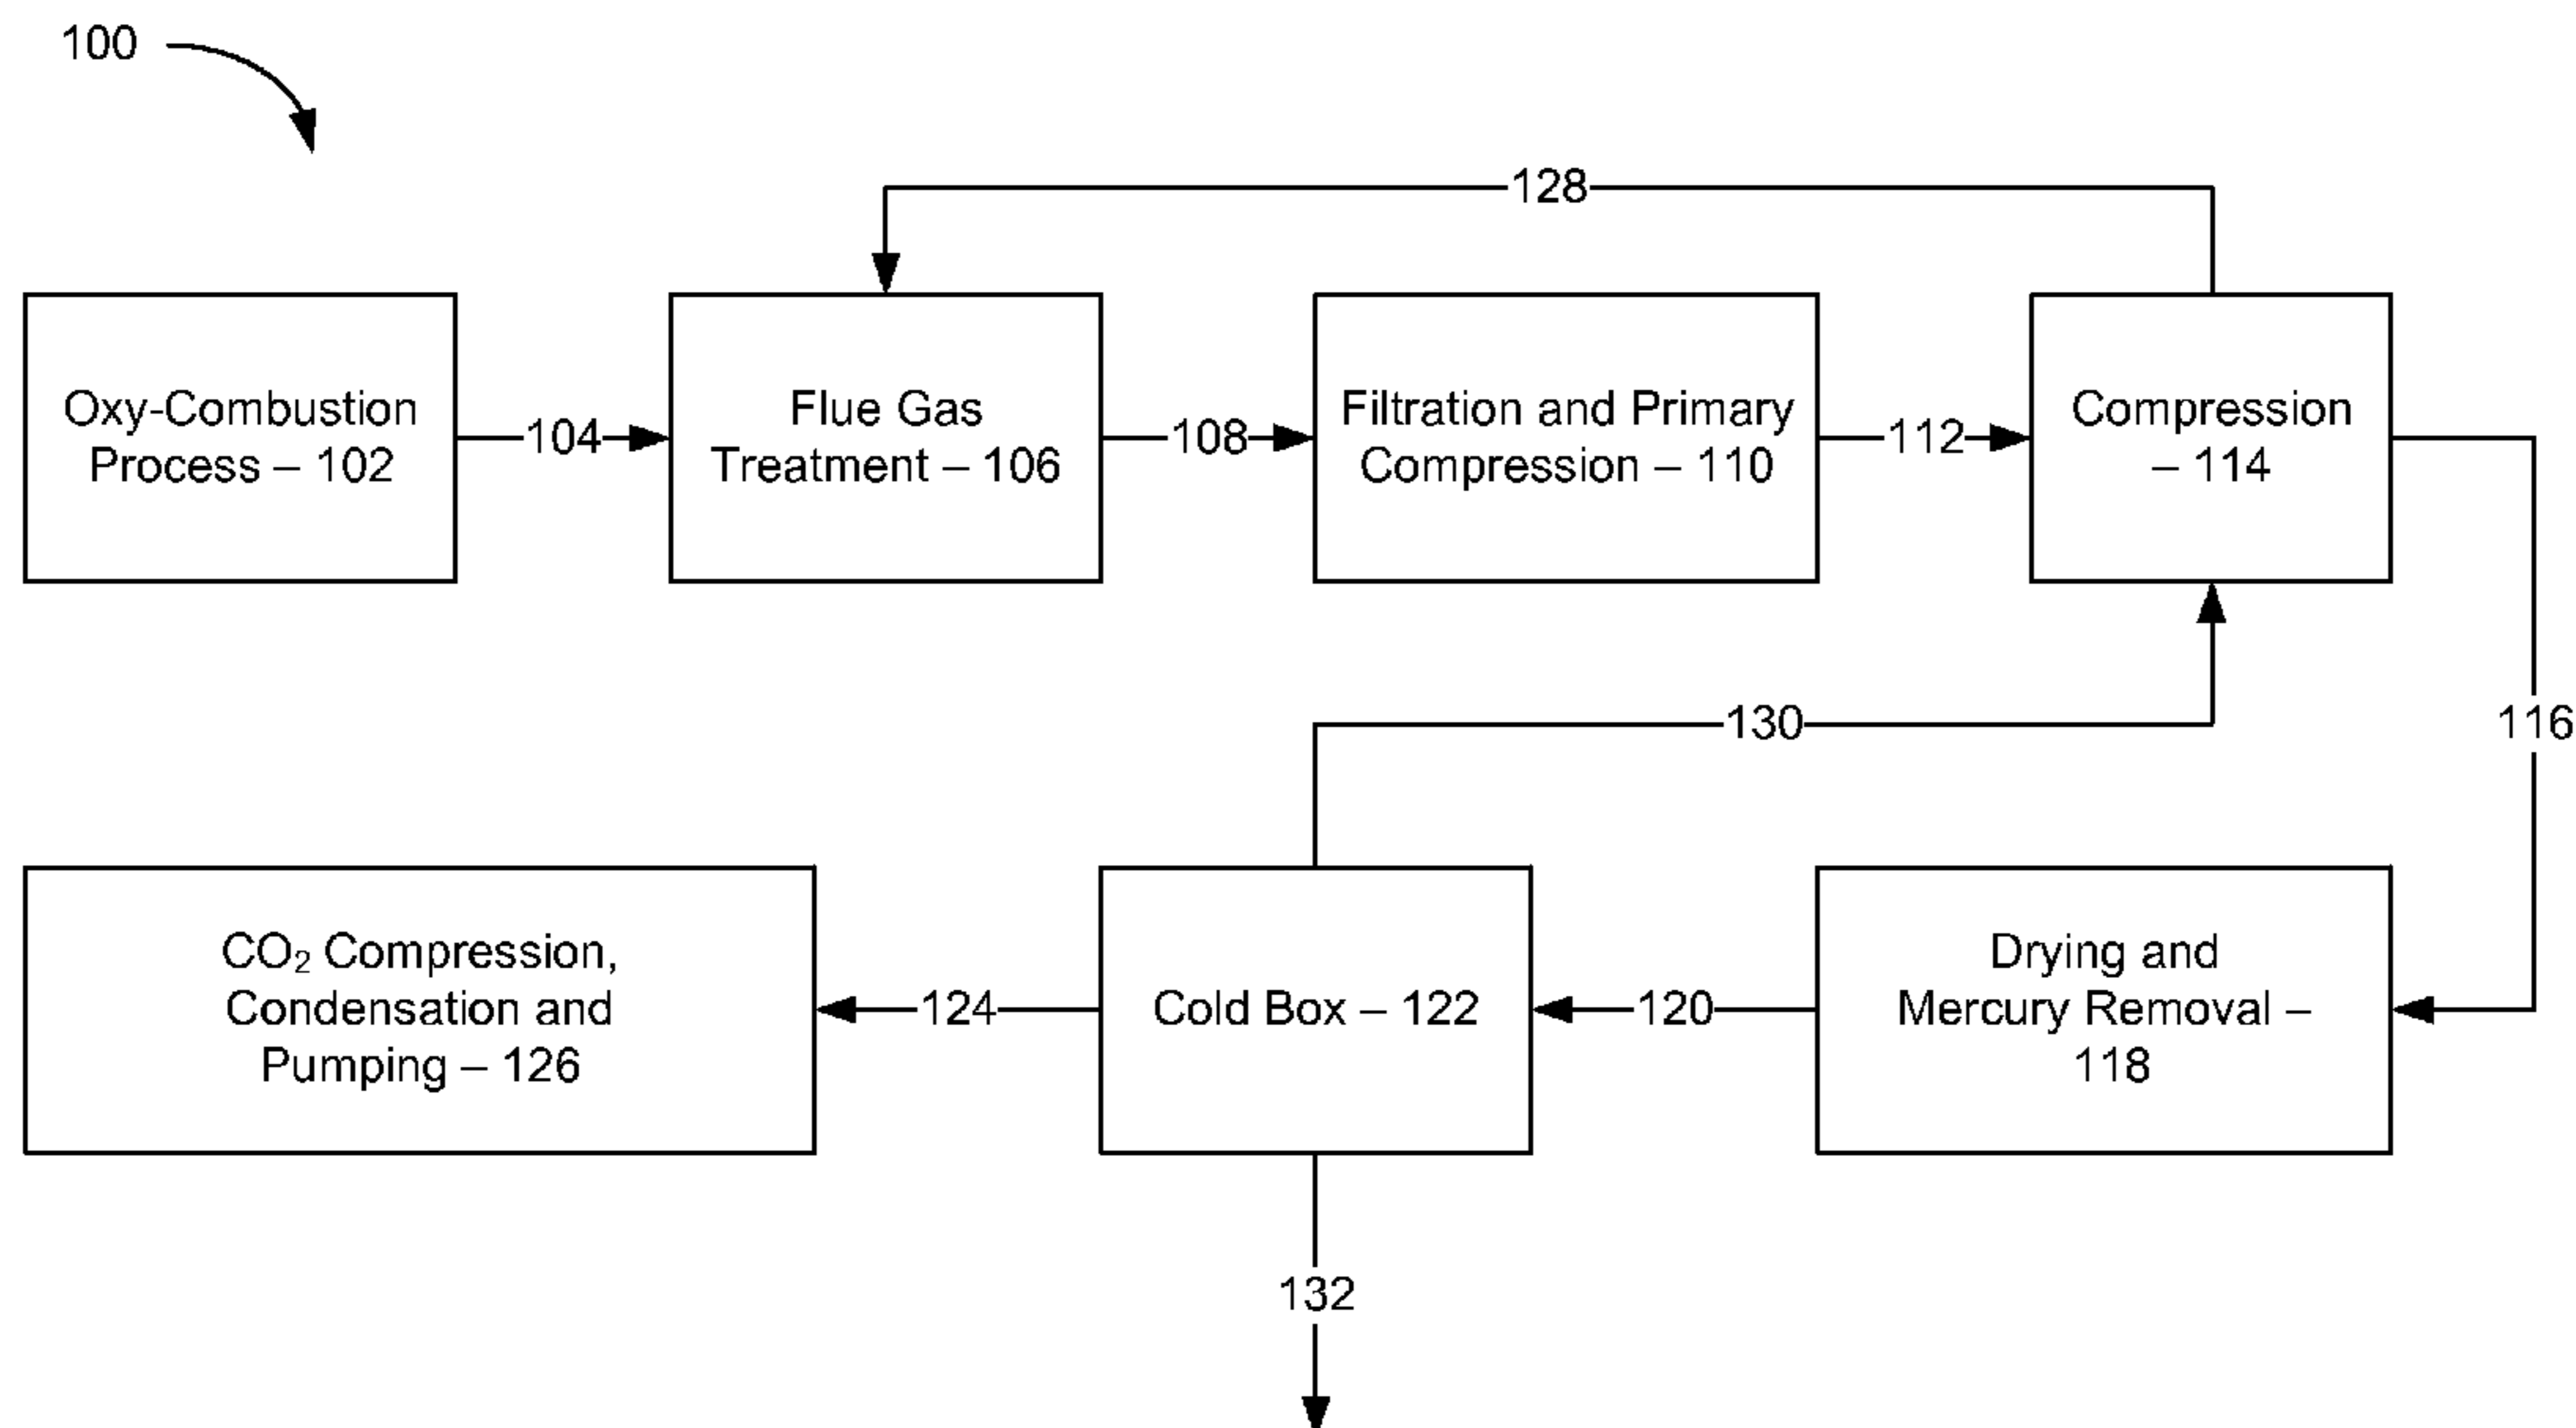 100
128
Oxy-Combustion
Process – 102
104
Flue Gas
Treatment – 106
108
Filtration and Primary
Compression – 110
112
Compression
– 114
130
116
CO₂ Compression,
Condensation and
Pumping – 126
124
Cold Box – 122
120
Drying and
Mercury Removal –
118
132